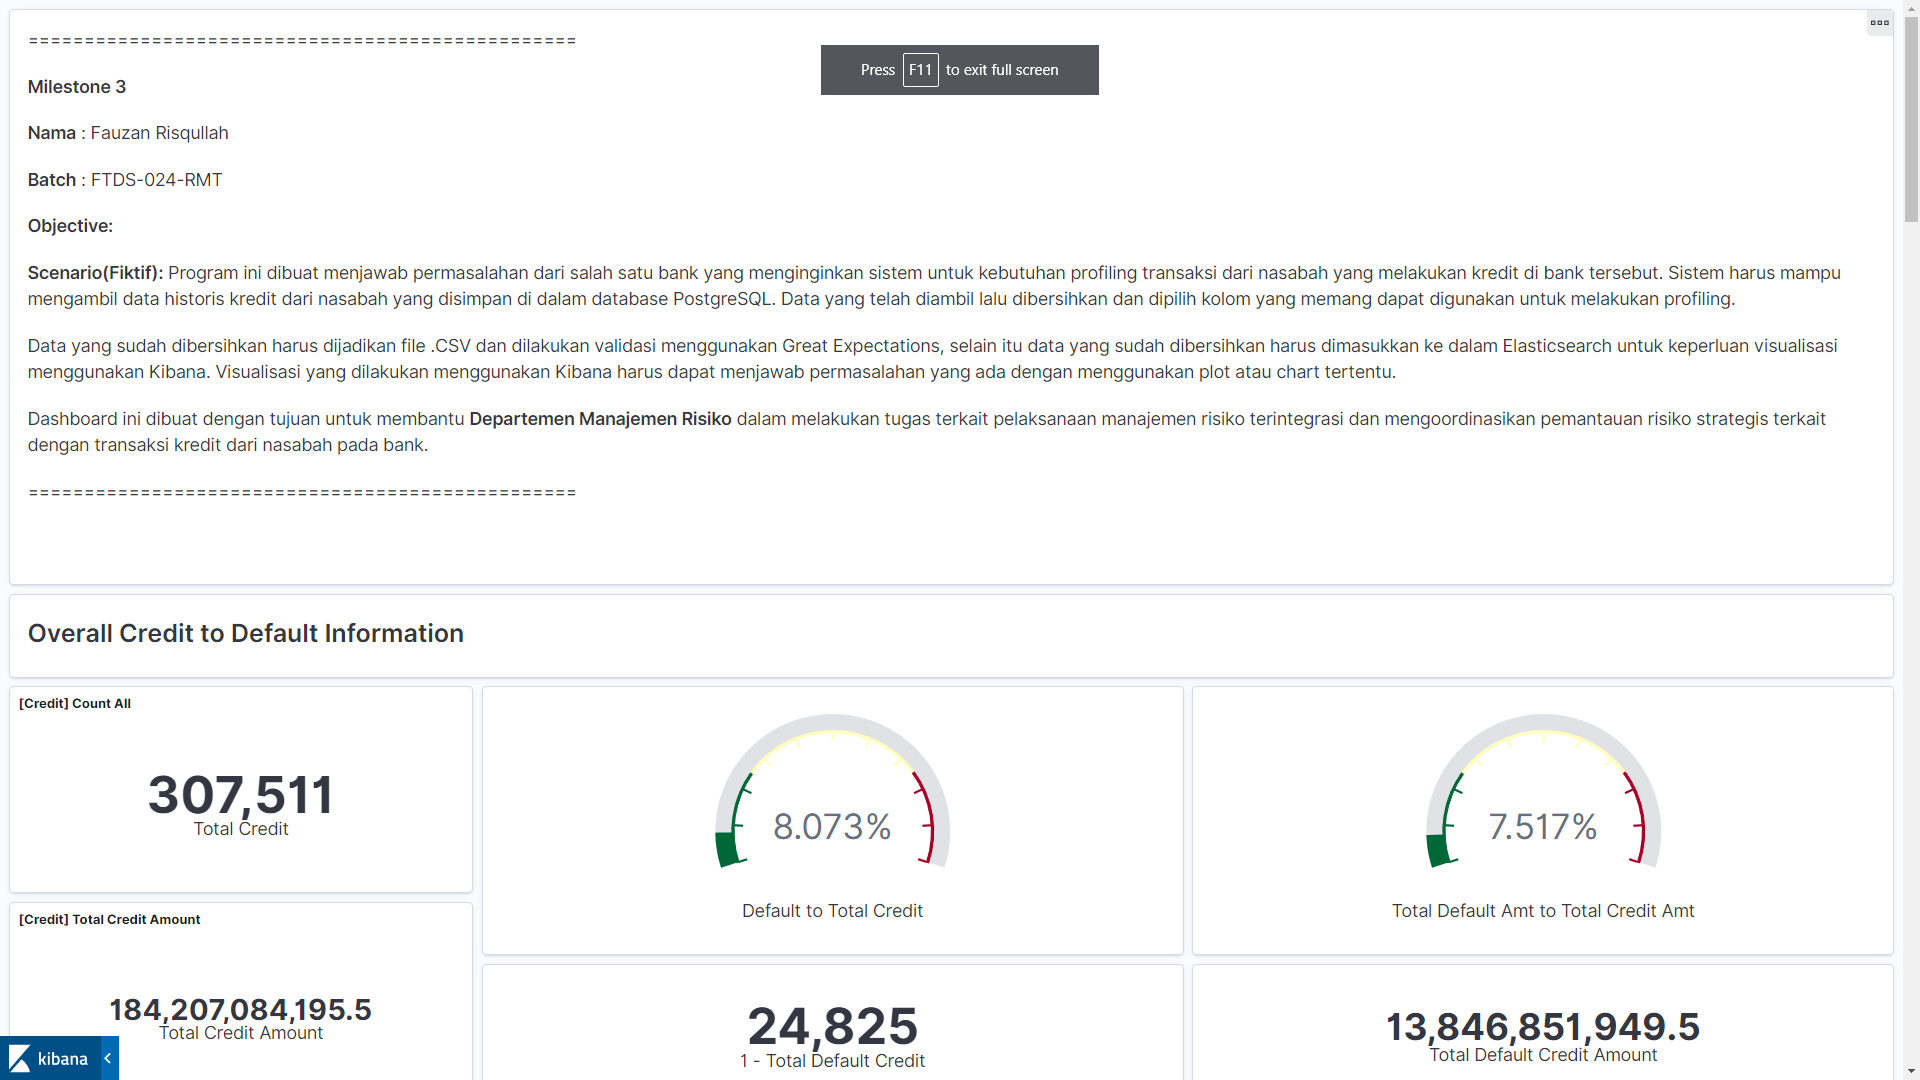 =================================================
Press F11 to exit full screen
Milestone 3
Nama : Fauzan Risqullah
Batch : FTDS-024-RMT
Objective:
Scenario(Fiktif): Program ini dibuat menjawab permasalahan dari salah satu bank yang menginginkan sistem untuk kebutuhan profiling transaksi dari nasabah yang melakukan kredit di bank tersebut. Sistem harus mampu
mengambil data historis kredit dari nasabah yang disimpan di dalam database PostgreSQL. Data yang telah diambil lalu dibersihkan dan dipilih kolom yang memang dapat digunakan untuk melakukan profiling.
Data yang sudah dibersihkan harus dijadikan file .CSV dan dilakukan validasi menggunakan Great Expectations, selain itu data yang sudah dibersihkan harus dimasukkan ke dalam Elasticsearch untuk keperluan visualisasi
menggunakan Kibana. Visualisasi yang dilakukan menggunakan Kibana harus dapat menjawab permasalahan yang ada dengan menggunakan plot atau chart tertentu.
Dashboard ini dibuat dengan tujuan untuk membantu Departemen Manajemen Risiko dalam melakukan tugas terkait pelaksanaan manajemen risiko terintegrasi dan mengoordinasikan pemantauan risiko strategis terkait
dengan transaksi kredit dari nasabah pada bank.
=================================================
Overall Credit to Default Information
[Credit] Count All
307,511
Total Credit
8.073%
Default to Total Credit
7.517%
Total Default Amt to Total Credit Amt
[Credit] Total Credit Amount
184,207,084,195.5
Total Credit Amount
24,825
1 - Total Default Credit
13,846,851,949.5
Total Default Credit Amount
kibana